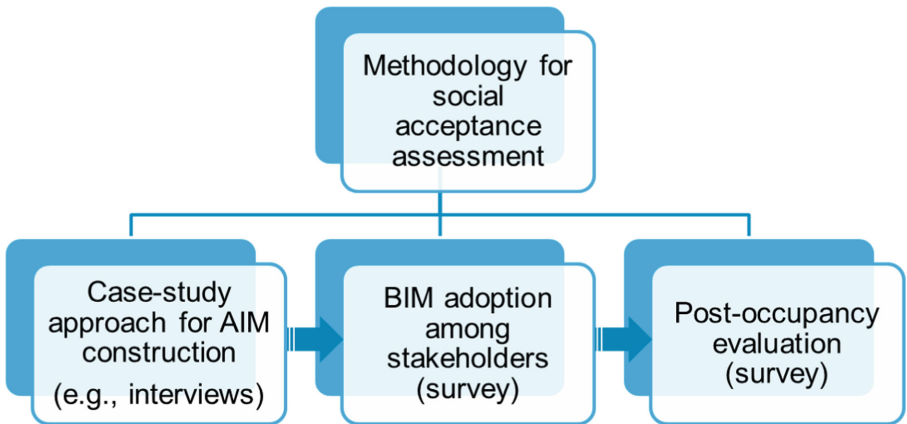 Methodology for
social
acceptance
assessment
Case-study
approach for AIM
construction
(e.g., interviews)
BIM adoption
among
stakeholders
(survey)
Post-occupancy
evaluation
(survey)